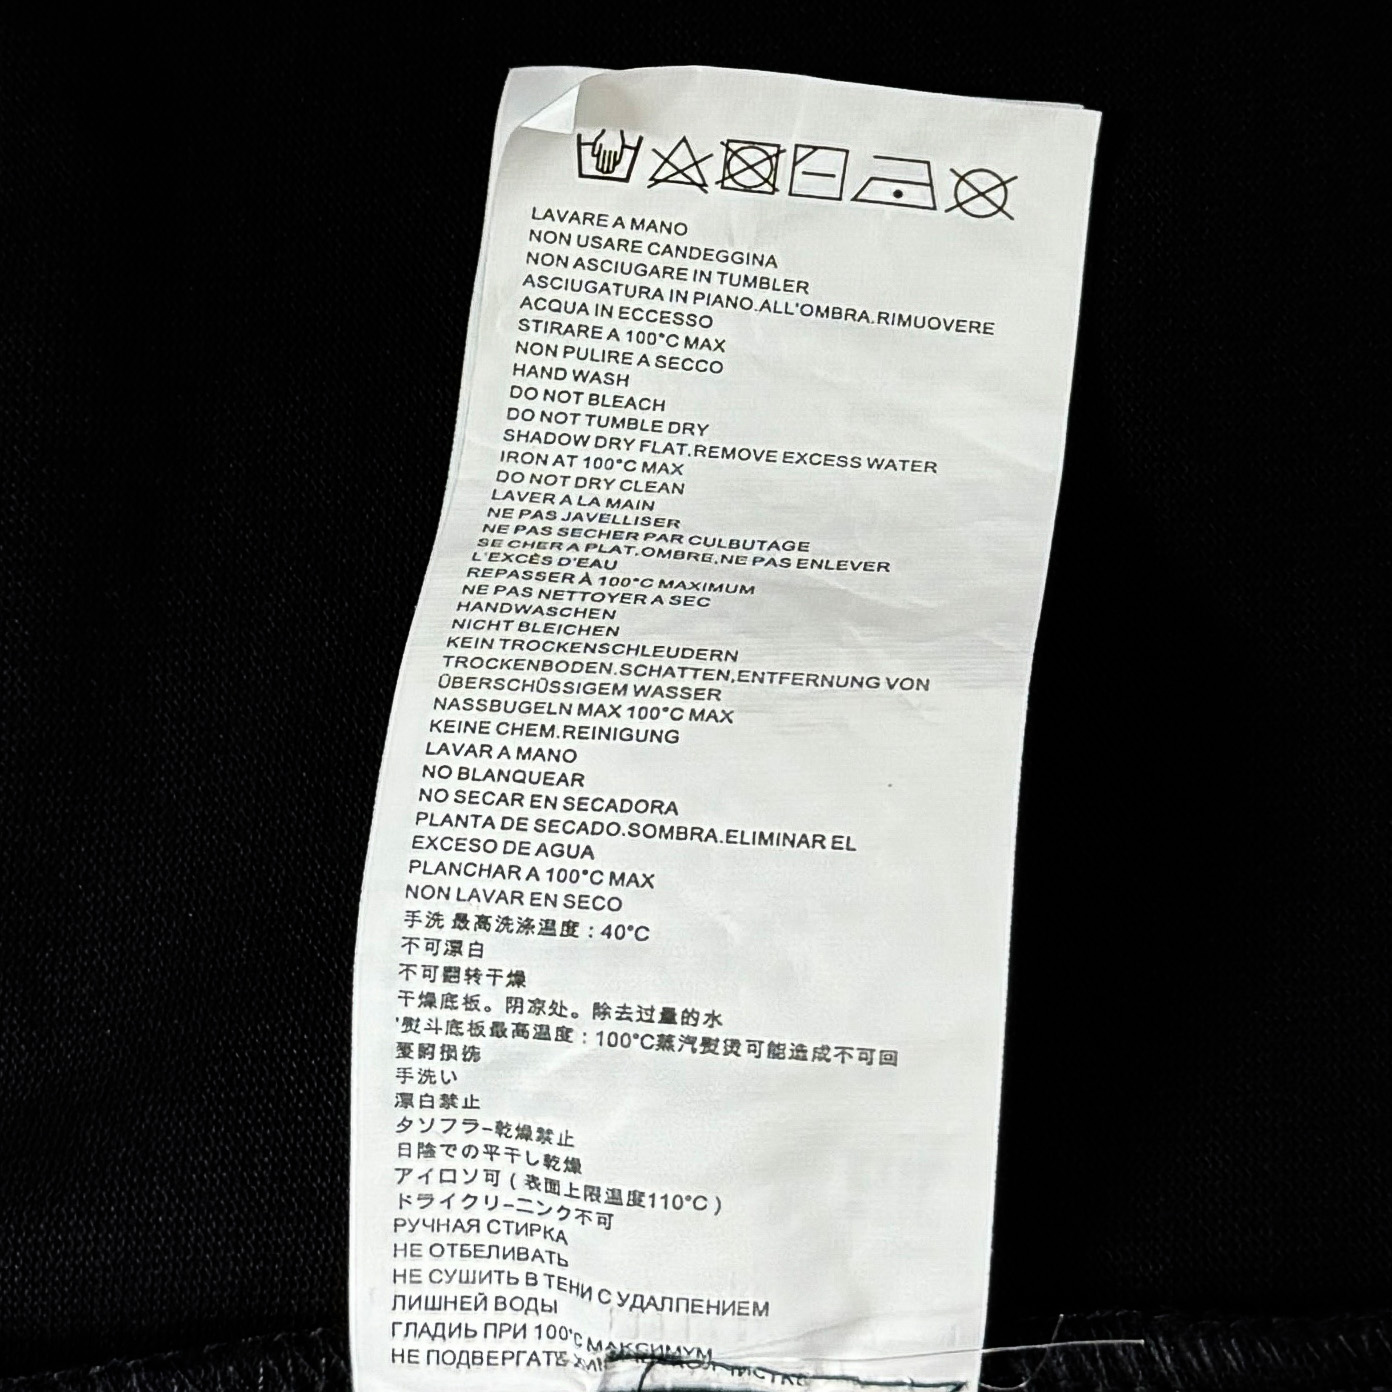 LAVARE A MANO
NON USARE CANDEGGINA
NON ASCIUGARE IN TUMBLER
ASCIUGATURA IN PIANO.ALL'OMBRA.RIMUOVERE
ACQUA IN ECCESSO
STIRARE A 100°C MAX
NON PULIRE A SECCO
HAND WASH
DO NOT BLEACH
DO NOT TUMBLE DRY
SHADOW DRY FLAT.REMOVE EXCESS WATER
IRON AT 100°C MAX
DO NOT DRY CLEAN
LAVER A LA MAIN
NE PAS JAVELLISER
NE PAS SECHER PAR CULBUTAGE
SE CHER A PLAT.OMBRE,NE PAS ENLEVER
L'EXCÈS D'EAU
REPASSER À 100°C MAXIMUM
NE PAS NETTOYER A SEC
HANDWASCHEN
NICHT BLEICHEN
KEIN TROCKENSCHLEUDERN
TROCKENBODEN.SCHATTEN,ENTFERNUNG VON
ÜBERSCHÜSSIGEM WASSER
NASSBUGELN MAX 100°C MAX
KEINE CHEM.REINIGUNG
LAVAR A MANO
NO BLANQUEAR
NO SECAR EN SECADORA
PLANTA DE SECADO.SOMBRA.ELIMINAR EL
EXCESO DE AGUA
PLANCHAR A 100°C MAX
NON LAVAR EN SECO
手洗 最高洗涤温度：40°C
不可漂白
不可翻转干燥
干燥底板。阴凉处。除去过量的水
'熨斗底板最高温度：100°C蒸汽熨烫可能造成不可回
手洗い
漂白禁止
タソフラ-乾燥禁止
日陰での平干し乾燥
アイロソ可（表面上限温度110°C）
ドライクリーニンク不可
РУЧНАЯ СТИРКА
НЕ ОТБЕЛИВАТЬ
НЕ СУШИТЬ В ТЕНИ С УДАЛПЕНИЕМ
ЛИШНЕЙ ВОДЫ
ГЛАДИЬ ПРИ 100°C МАКСИМУМ
НЕ ПОДВЕРГАТЬ